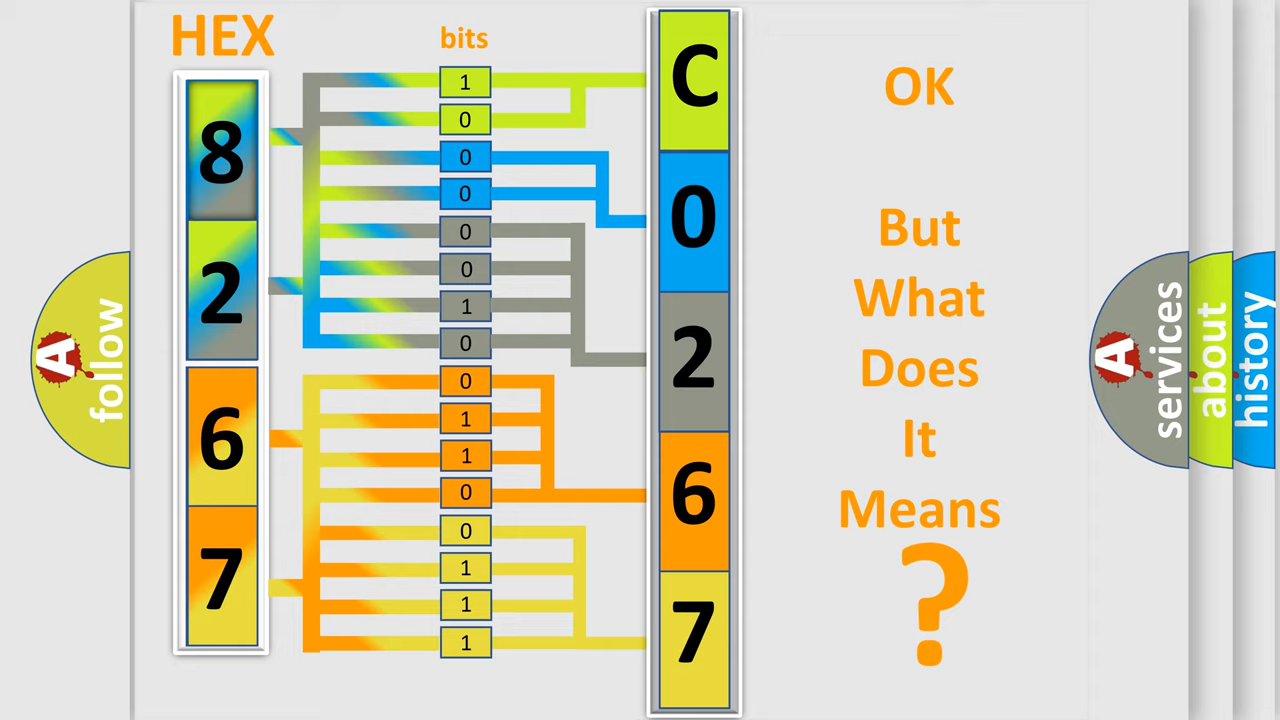 HEX
bits
8
2
6
7
1
0
0
0
0
0
1
0
0
1
1
0
0
1
1
1
C
0
2
6
7
OK
But
What
Does
It
Means
?
A
follow
A
services
about
history